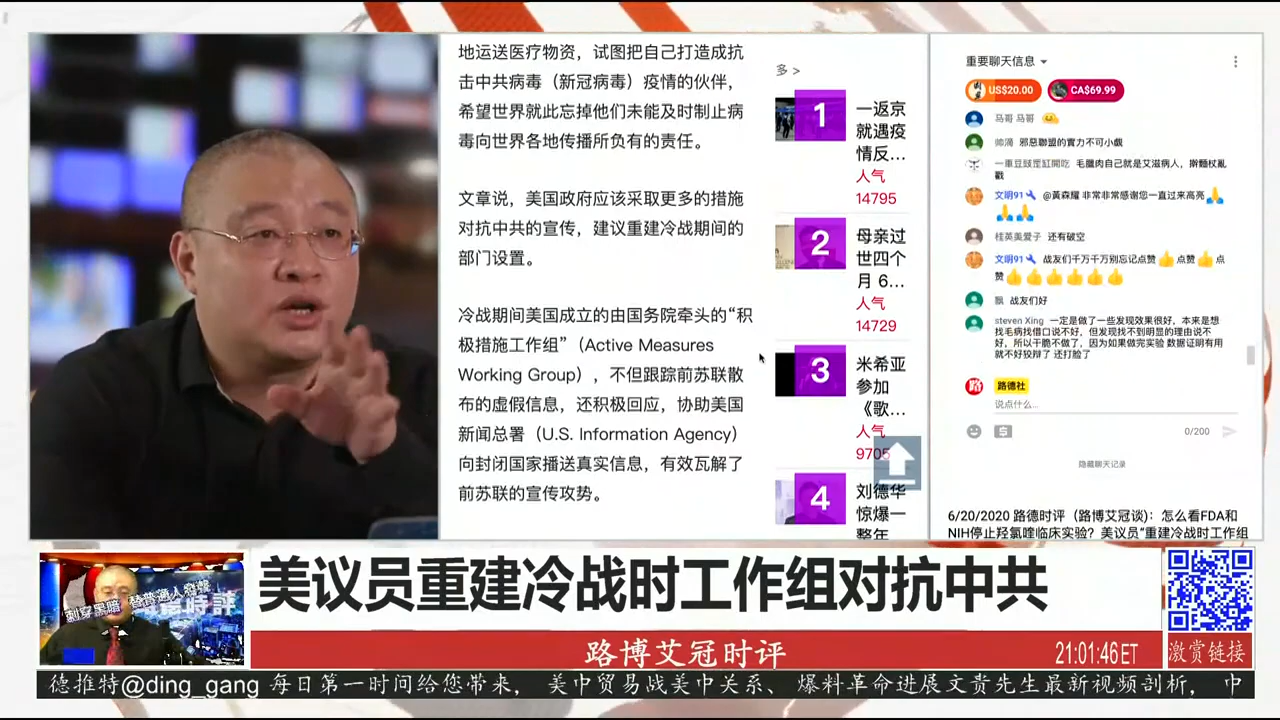 地运送医疗物资，试图把自己打造成抗
击中共病毒（新冠病毒）疫情的伙伴，
希望世界就此忘掉他们未能及时制止病
毒向世界各地传播所负有的责任。
文章说，美国政府应该采取更多的措施
对抗中共的宣传，建议重建冷战期间的
部门设置。
冷战期间美国成立的由国务院牵头的“积
极措施工作组”（Active Measures
Working Group），不但跟踪前苏联散
布的虚假信息，还积极回应，协助美国
新闻总署（U.S. Information Agency）
向封闭国家播送真实信息，有效瓦解了
前苏联的宣传攻势。
多 >
1
一返京
就遇疫
情反...
人气
14795
2
母亲过
世四个
月 6...
人气
14729
3
米希亚
参加
《歌...
人气
9705
4
刘德华
惊爆一
整年
重要聊天信息
US$20.00
CA$69.99
马哥 马哥
帅滴 邪惡聯盟的實力不可小覷
一車豆豉歪缸開吃 毛臘肉自己就是艾滋病人，擀麵杖亂
戳
文明91 @黃森耀 非常非常感谢您一直过来高亮🙏
🙏🙏
桂英美爱子 还有破空
文明91 战友们千万千万别忘记点赞👍点赞👍点
赞👍👍👍👍👍👍
飘 战友们好
steven Xing 一定是做了一些发现效果很好，本来是想
找毛病找借口说不好，但发现找不到明显的理由说不
好，所以干脆不做了，因为如果做完实验 数据证明有用
就不好狡辩了 还打脸了
路 路德社
说点什么...
0/200
隐藏聊天记录
6/20/2020 路德时评（路博艾冠谈)：怎么看FDA和
NIH停止羟氯喹临床实验？美议员“重建冷战时工作组
刺穿黑暗 替普通人發聲
路德時評
美议员重建冷战时工作组对抗中共
路博艾冠时评
21:01:46ET
激赏链接
德推特@ding_gang 每日第一时间给您带来， 美中贸易战美中关系、 爆料革命进展文贵先生最新视频剖析， 中